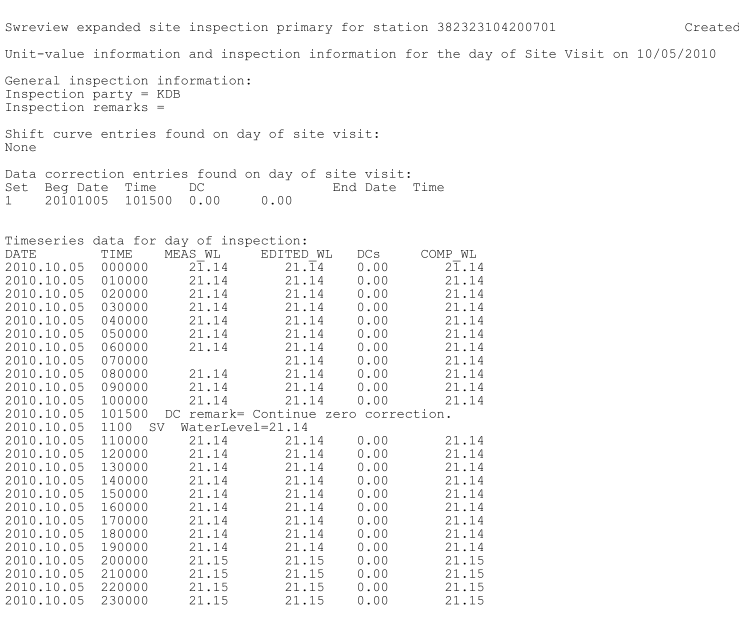 Swreview expanded site inspection primary for station 382323104200701 Created
Unit-value information and inspection information for the day of Site Visit on 10/05/2010
General inspection information:
Inspection party = KDB
Inspection remarks =
Shift curve entries found on day of site visit:
None
Data correction entries found on day of site visit:
Set Beg Date Time DC End Date Time
1 20101005 101500 0.00 0.00
Timeseries data for day of inspection:
DATE TIME MEAS_WL EDITED_WL DCs COMP_WL
2010.10.05 000000 21.14 21.14 0.00 21.14
2010.10.05 010000 21.14 21.14 0.00 21.14
2010.10.05 020000 21.14 21.14 0.00 21.14
2010.10.05 030000 21.14 21.14 0.00 21.14
2010.10.05 040000 21.14 21.14 0.00 21.14
2010.10.05 050000 21.14 21.14 0.00 21.14
2010.10.05 060000 21.14 21.14 0.00 21.14
2010.10.05 070000 21.14 0.00 21.14
2010.10.05 080000 21.14 21.14 0.00 21.14
2010.10.05 090000 21.14 21.14 0.00 21.14
2010.10.05 100000 21.14 21.14 0.00 21.14
2010.10.05 101500 DC remark= Continue zero correction.
2010.10.05 1100 SV WaterLevel=21.14
2010.10.05 110000 21.14 21.14 0.00 21.14
2010.10.05 120000 21.14 21.14 0.00 21.14
2010.10.05 130000 21.14 21.14 0.00 21.14
2010.10.05 140000 21.14 21.14 0.00 21.14
2010.10.05 150000 21.14 21.14 0.00 21.14
2010.10.05 160000 21.14 21.14 0.00 21.14
2010.10.05 170000 21.14 21.14 0.00 21.14
2010.10.05 180000 21.14 21.14 0.00 21.14
2010.10.05 190000 21.14 21.14 0.00 21.14
2010.10.05 200000 21.15 21.15 0.00 21.15
2010.10.05 210000 21.15 21.15 0.00 21.15
2010.10.05 220000 21.15 21.15 0.00 21.15
2010.10.05 230000 21.15 21.15 0.00 21.15